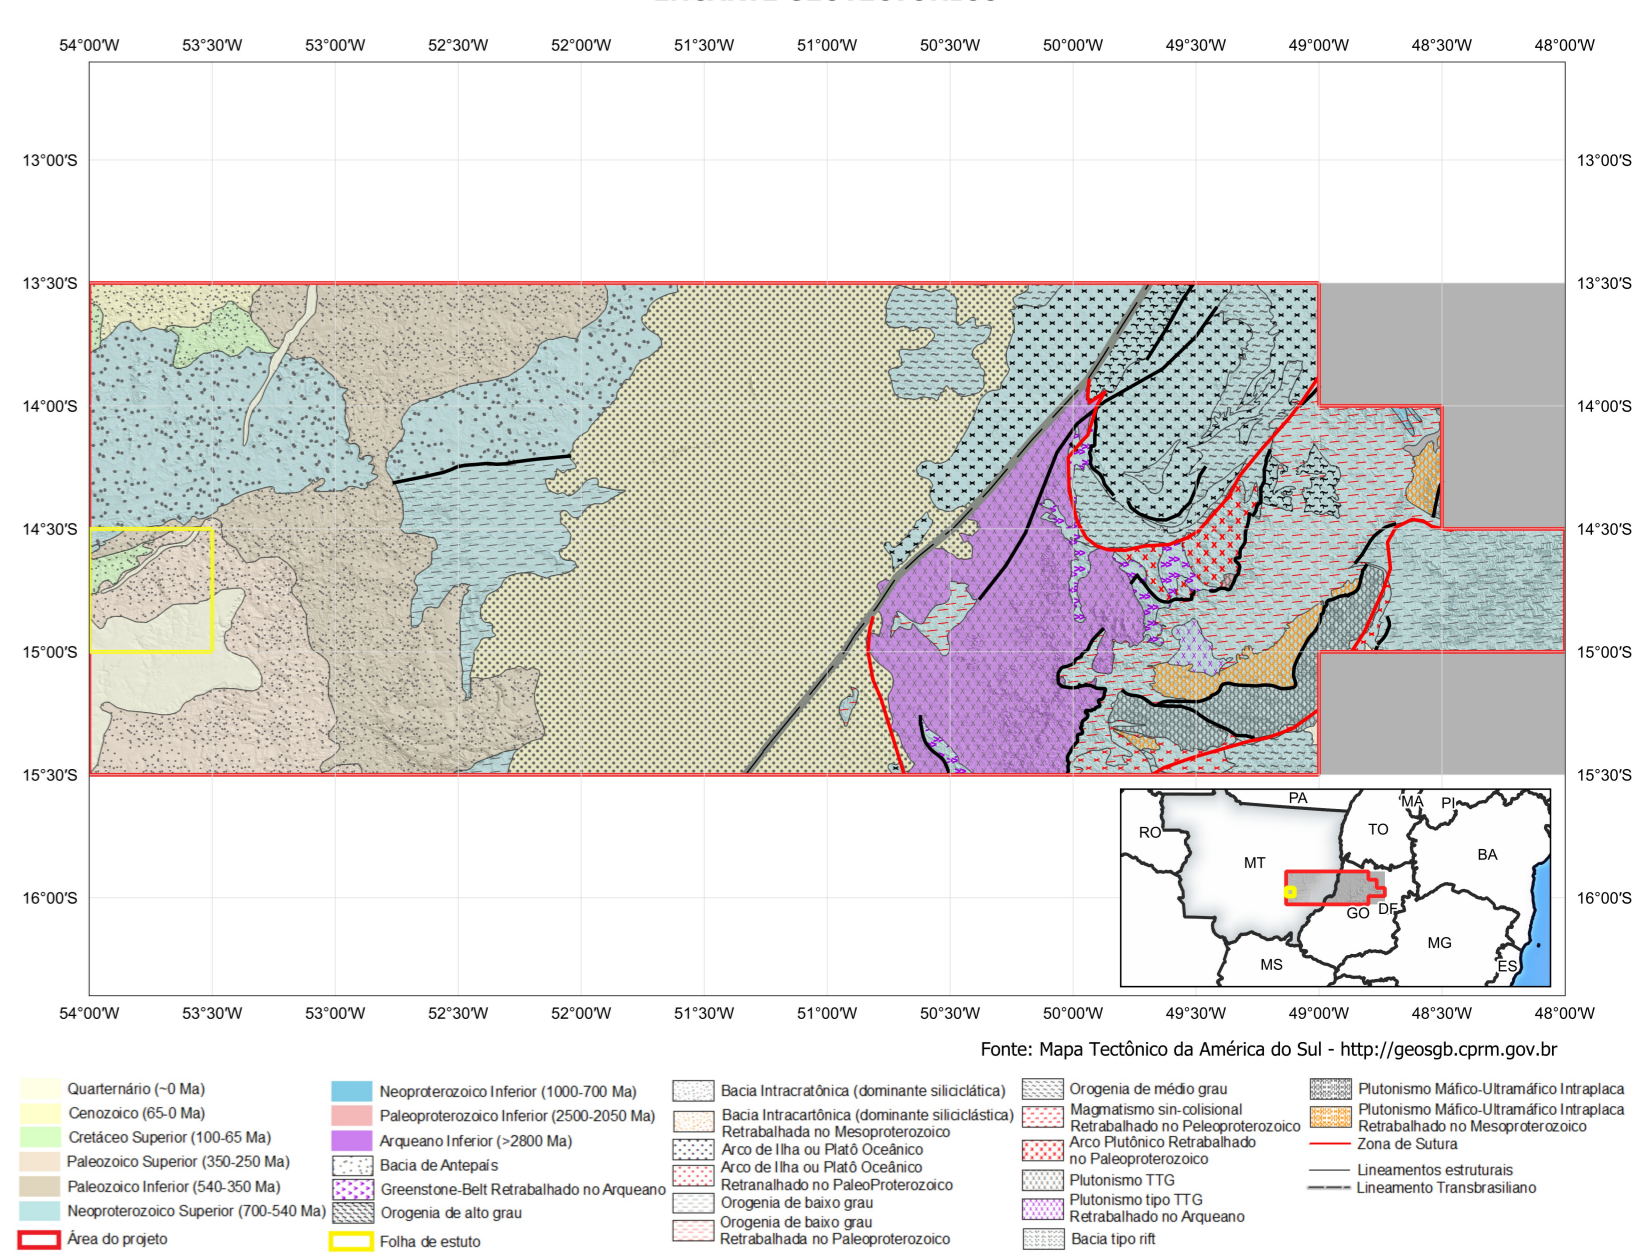 54°00′W 53°30′W 53°00′W 52°30′W 52°00′W 51°30′W 51°00′W 50°30′W 50°00′W 49°30′W 49°00′W 48°30′W 48°00′W
13°00′S 13°00′S
13°30′S 13°30′S
14°00′S 14°00′S
14°30′S 14°30′S
15°00′S 15°00′S
15°30′S 15°30′S
16°00′S 16°00′S
PA
MA
PI
RO
TO
MT
BA
GO
DF
MG
MS
ES
54°00′W 53°30′W 53°00′W 52°30′W 52°00′W 51°30′W 51°00′W 50°30′W 50°00′W 49°30′W 49°00′W 48°30′W 48°00′W
Fonte: Mapa Tectônico da América do Sul - http://geosgb.cprm.gov.br
Quarternário (~0 Ma)
Cenozoico (65-0 Ma)
Cretáceo Superior (100-65 Ma)
Paleozoico Superior (350-250 Ma)
Paleozoico Inferior (540-350 Ma)
Neoproterozoico Superior (700-540 Ma)
Área do projeto
Neoproterozoico Inferior (1000-700 Ma)
Paleoproterozoico Inferior (2500-2050 Ma)
Arqueano Inferior (>2800 Ma)
Bacia de Antepaís
Greenstone-Belt Retrabalhado no Arqueano
Orogenia de alto grau
Folha de estuto
Bacia Intracratônica (dominante siliciclática)
Bacia Intracartônica (dominante siliciclástica)
Retrabalhada no Mesoproterozoico
Arco de Ilha ou Platô Oceânico
Arco de Ilha ou Platô Oceânico
Retranalhado no PaleoProterozoico
Orogenia de baixo grau
Orogenia de baixo grau
Retrabalhada no Paleoproterozoico
Orogenia de médio grau
Magmatismo sin-colisional
Retrabalhado no Peleoproterozoico
Arco Plutônico Retrabalhado
no Paleoproterozoico
Plutonismo TTG
Plutonismo tipo TTG
Retrabalhado no Arqueano
Bacia tipo rift
Plutonismo Máfico-Ultramáfico Intraplaca
Plutonismo Máfico-Ultramáfico Intraplaca
Retrabalhado no Mesoproterozoico
Zona de Sutura
Lineamentos estruturais
Lineamento Transbrasiliano